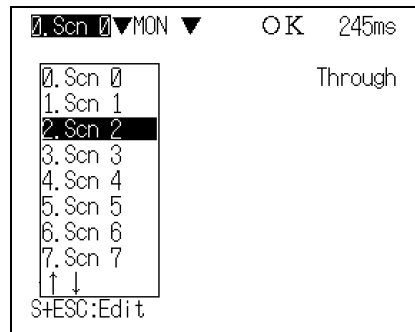 0.Scn 0▼MON ▼ OK 245ms
Through
0.Scn 0
1.Scn 1
2.Scn 2
3.Scn 3
4.Scn 4
5.Scn 5
6.Scn 6
7.Scn 7
↑ ↓
S+ESC:Edit